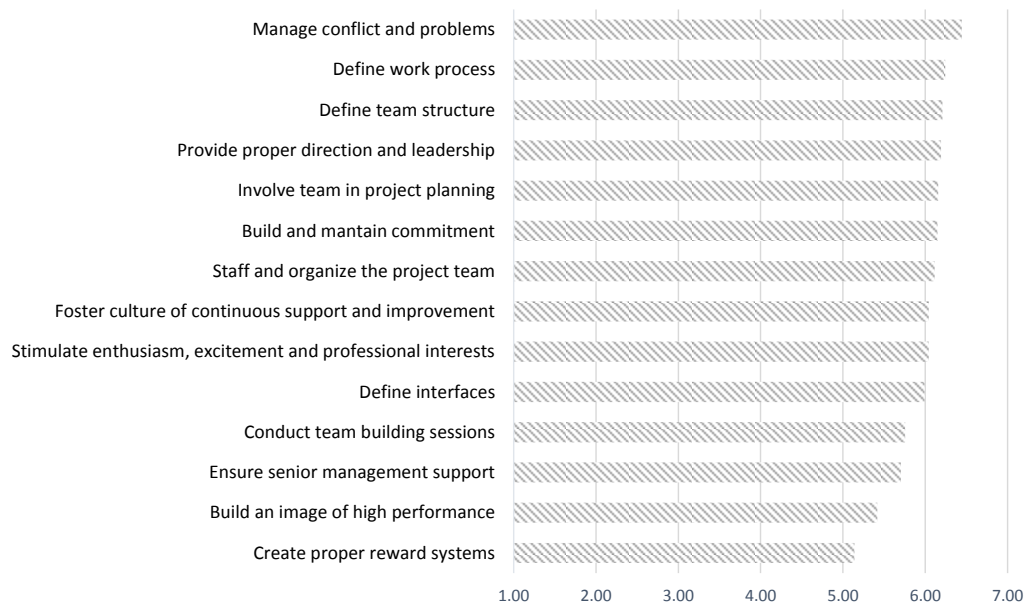 Manage conflict and problems
Define work process
Define team structure
Provide proper direction and leadership
Involve team in project planning
Build and mantain commitment
Staff and organize the project team
Foster culture of continuous support and improvement
Stimulate enthusiasm, excitement and professional interests
Define interfaces
Conduct team building sessions
Ensure senior management support
Build an image of high performance
Create proper reward systems
1.00 2.00 3.00 4.00 5.00 6.00 7.00